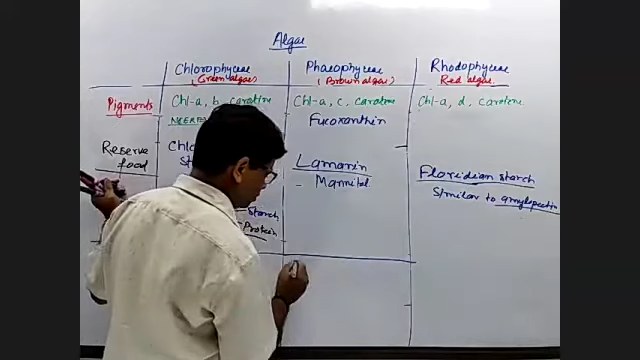 Algae
Chlorophyceae
(Green algae)
Phaeophyceae
(Brown algae)
Rhodophyceae
Red algae
Pigments
Chl-a, b carotene
Chl-a, c, carotene
Fucoxanthin
Chl-a, d, carotene
Reserve
food
Starch
Protein
Lamarin
- Mannitol
Floridian starch
Similar to amylopectin